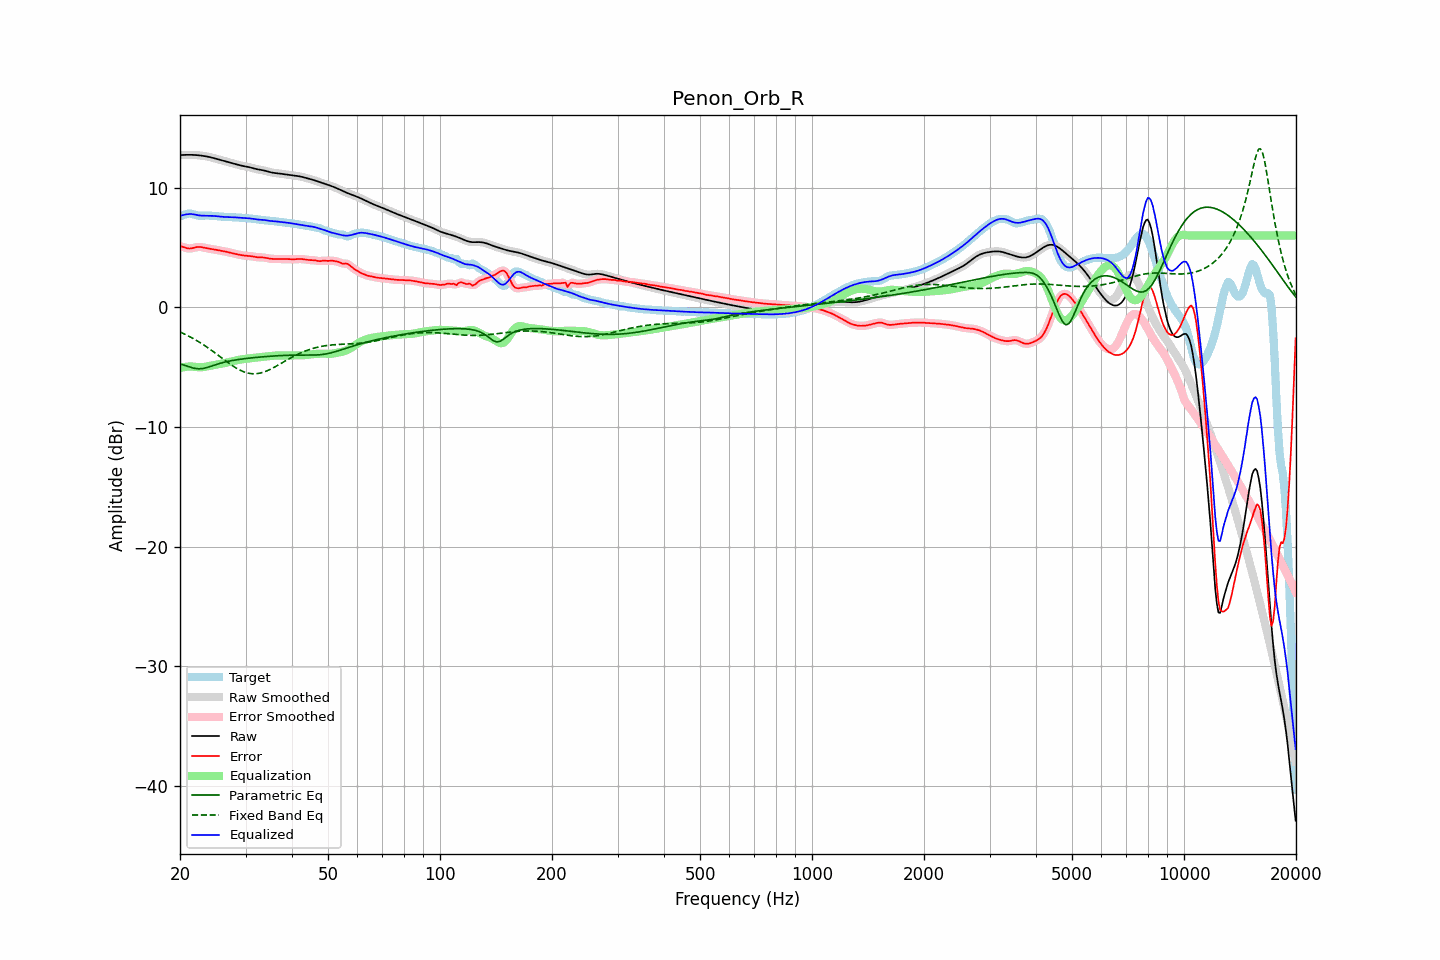 Penon_Orb_R
Amplitude (dBr)
10
0
−10
−20
−30
−40
Target
Raw Smoothed
Error Smoothed
Raw
Error
Equalization
Parametric Eq
Fixed Band Eq
Equalized
20 50 100 200 500 1000 2000 5000 10000 20000
Frequency (Hz)